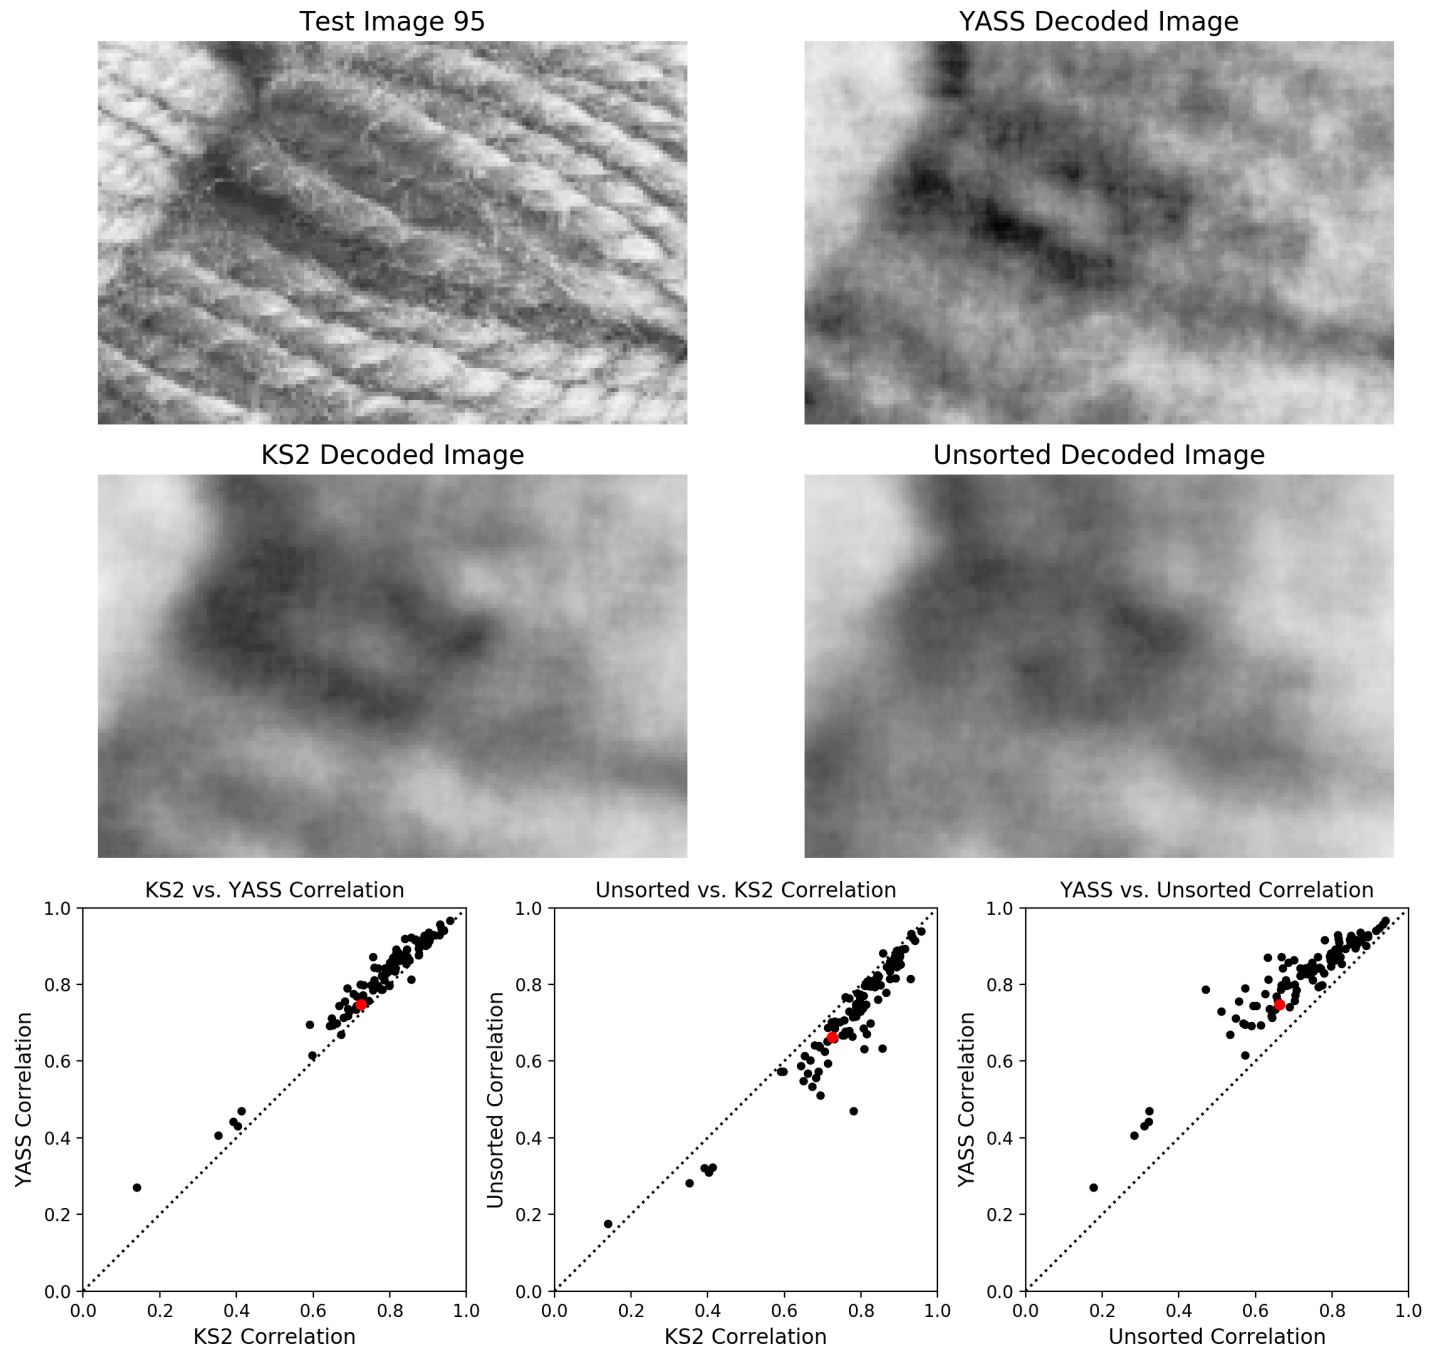 Test Image 95
YASS Decoded Image
KS2 Decoded Image
Unsorted Decoded Image
KS2 vs. YASS Correlation
YASS Correlation
1.0
0.8
0.6
0.4
0.2
0.0
0.0 0.2 0.4 0.6 0.8 1.0
KS2 Correlation
Unsorted vs. KS2 Correlation
Unsorted Correlation
1.0
0.8
0.6
0.4
0.2
0.0
0.0 0.2 0.4 0.6 0.8 1.0
KS2 Correlation
YASS vs. Unsorted Correlation
YASS Correlation
1.0
0.8
0.6
0.4
0.2
0.0
0.0 0.2 0.4 0.6 0.8 1.0
Unsorted Correlation